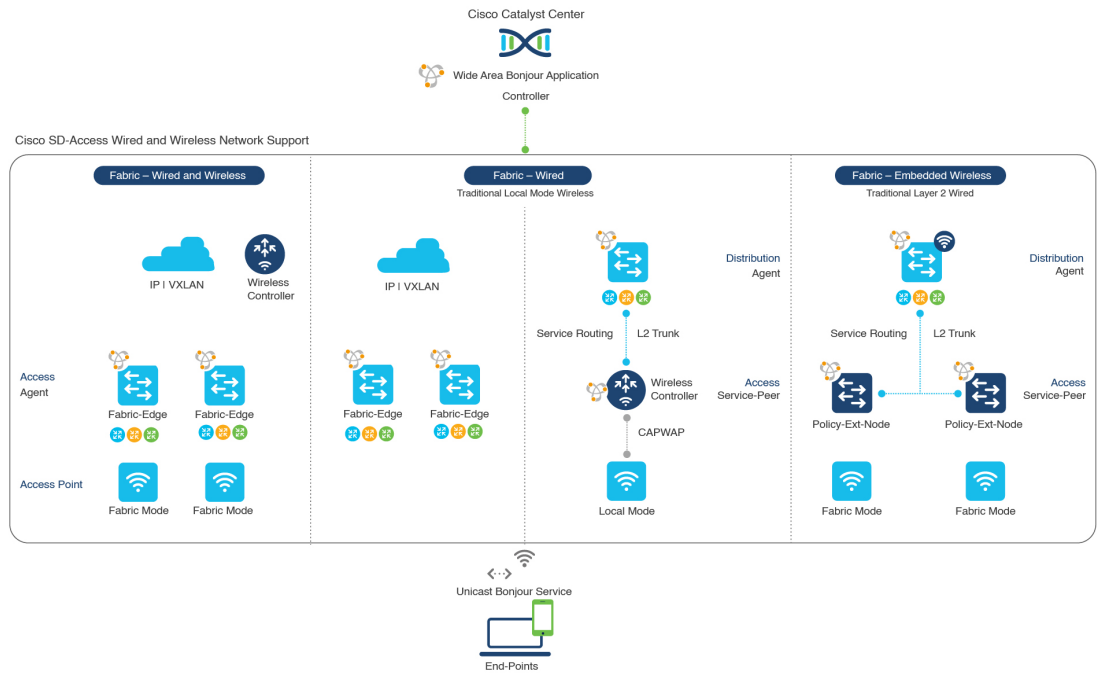 Cisco Catalyst Center
Wide Area Bonjour Application
Controller
Cisco SD-Access Wired and Wireless Network Support
Fabric – Wired and Wireless
Fabric – Wired
Traditional Local Mode Wireless
Fabric – Embedded Wireless
Traditional Layer 2 Wired
IP | VXLAN
Wireless
Controller
IP | VXLAN
Distribution
Agent
Distribution
Agent
Service Routing
L2 Trunk
Service Routing
L2 Trunk
Access
Agent
Fabric-Edge
Fabric-Edge
Fabric-Edge
Fabric-Edge
Wireless
Controller
Access
Service-Peer
CAPWAP
Policy-Ext-Node
Policy-Ext-Node
Access
Service-Peer
Access Point
Fabric Mode
Fabric Mode
Local Mode
Fabric Mode
Fabric Mode
Unicast Bonjour Service
End-Points